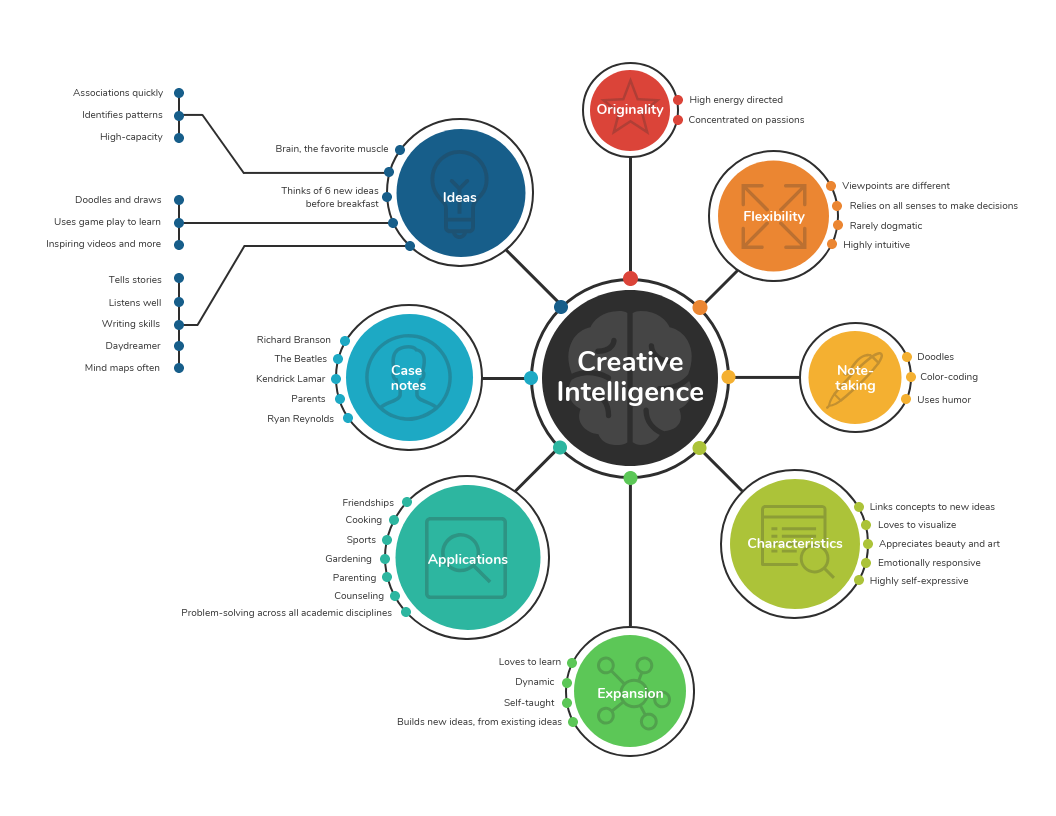 Creative
Intelligence
Originality
High energy directed
Concentrated on passions
Flexibility
Viewpoints are different
Relies on all senses to make decisions
Rarely dogmatic
Highly intuitive
Note-
taking
Doodles
Color-coding
Uses humor
Characteristics
Links concepts to new ideas
Loves to visualize
Appreciates beauty and art
Emotionally responsive
Highly self-expressive
Expansion
Loves to learn
Dynamic
Self-taught
Builds new ideas, from existing ideas
Applications
Friendships
Cooking
Sports
Gardening
Parenting
Counseling
Problem-solving across all academic disciplines
Case
notes
Richard Branson
The Beatles
Kendrick Lamar
Parents
Ryan Reynolds
Ideas
Brain, the favorite muscle
Thinks of 6 new ideas
before breakfast
Associations quickly
Identifies patterns
High-capacity
Doodles and draws
Uses game play to learn
Inspiring videos and more
Tells stories
Listens well
Writing skills
Daydreamer
Mind maps often